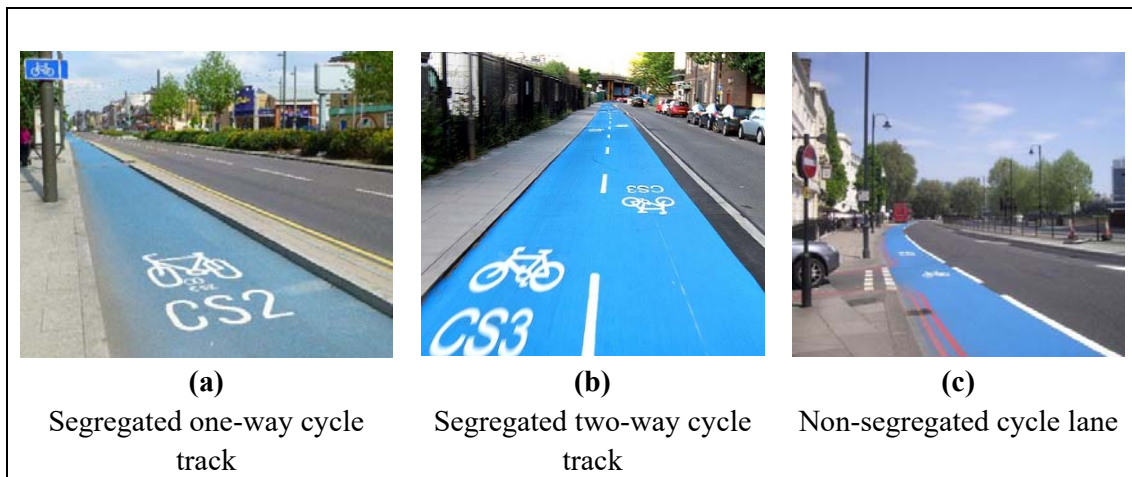 CS2
CS3
CS3
(a)
(b)
(c)
Segregated one-way cycle
track
Segregated two-way cycle
track
Non-segregated cycle lane